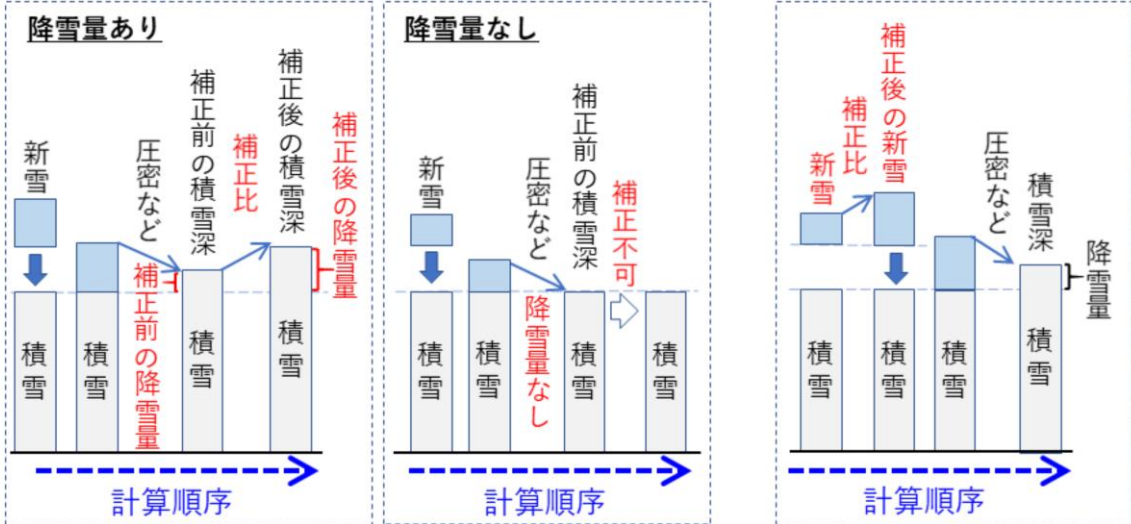 降雪量あり
新雪
圧密など
補正前の積雪深
補正比
補正後の積雪深
補正後の降雪量
補正前の降雪量
積雪
積雪
積雪
積雪
計算順序
降雪量なし
新雪
圧密など
補正前の積雪深
補正不可
降雪量なし
積雪
積雪
積雪
積雪
計算順序
新雪
補正比
補正後の新雪
圧密など
積雪深
降雪量
積雪
積雪
積雪
積雪
計算順序